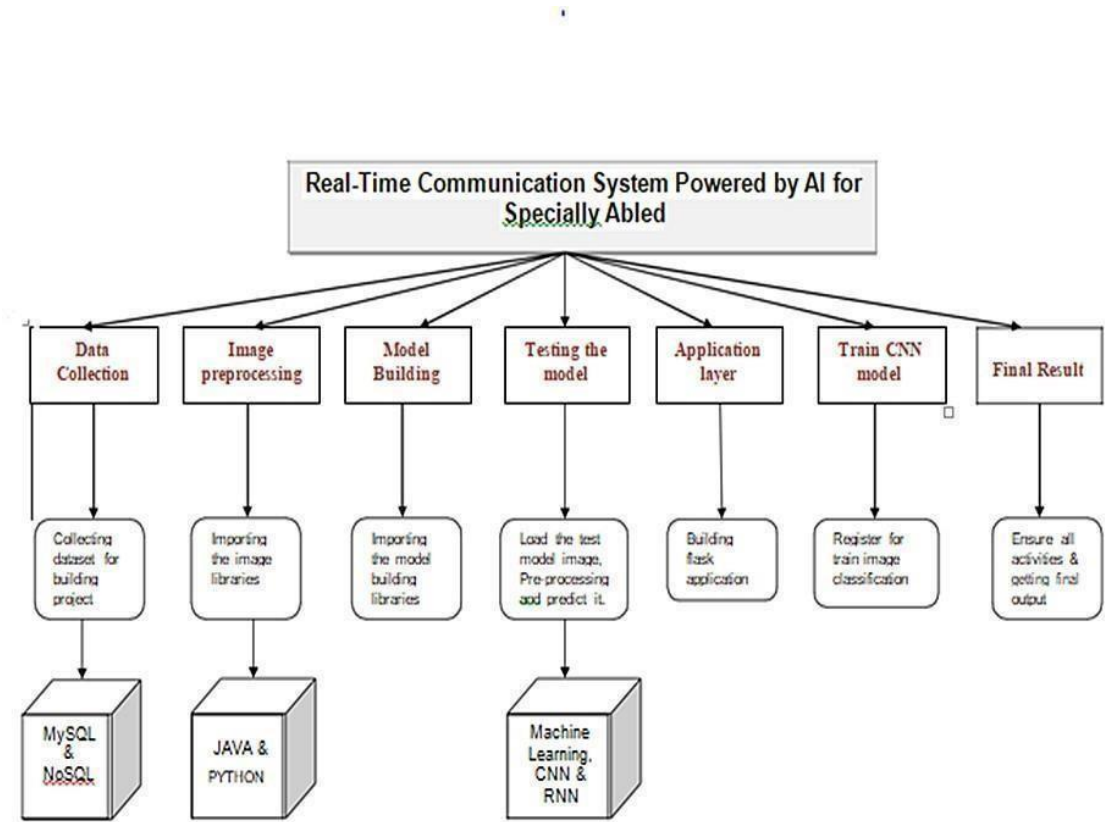 Real-Time Communication System Powered by AI for
Specially Abled
Data
Collection
Image
preprocessing
Model
Building
Testing the
model
Application
layer
Train CNN
model
Final Result
Collecting
dataset for
building
project
Importing
the image
libraries
Importing
the model
building
libraries
Load the test
model image,
Pre-processing
and predict it.
Building
flask
application
Register for
train image
classification
Ensure all
activities &
getting final
output
MySQL
&
NoSQL
JAVA &
PYTHON
Machine
Learning,
CNN &
RNN